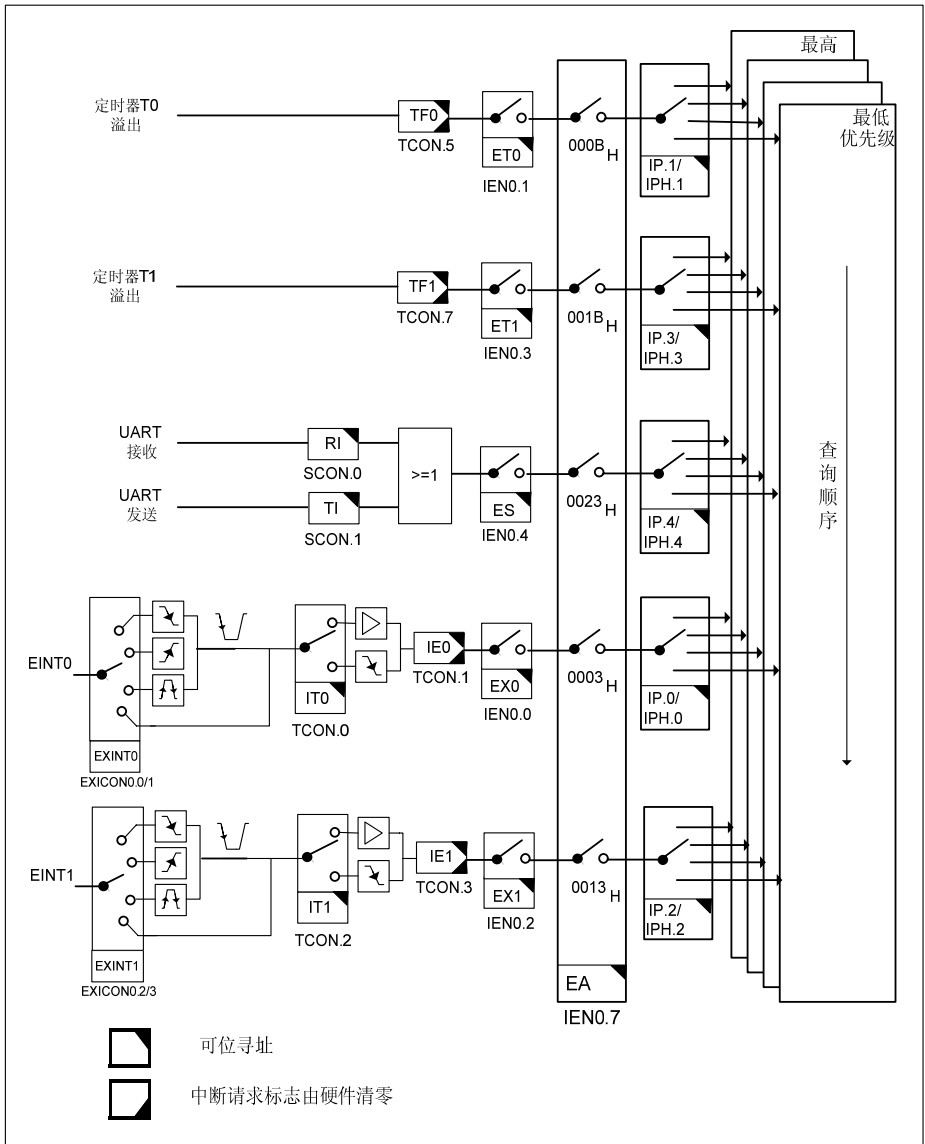 最高
最低
优先级
定时器T0
溢出
TF0
TCON.5
ET0
IEN0.1
000B H
IP.1/
IPH.1
定时器T1
溢出
TF1
TCON.7
ET1
IEN0.3
001B H
IP.3/
IPH.3
UART
接收
RI
SCON.0
UART
发送
TI
SCON.1
>=1
ES
IEN0.4
0023 H
IP.4/
IPH.4
查
询
顺
序
EINT0
EXINT0
EXICON0.0/1
IT0
TCON.0
IE0
TCON.1
EX0
IEN0.0
0003 H
IP.0/
IPH.0
EINT1
EXINT1
EXICON0.2/3
IT1
TCON.2
IE1
TCON.3
EX1
IEN0.2
0013 H
IP.2/
IPH.2
EA
IEN0.7
可位寻址
中断请求标志由硬件清零